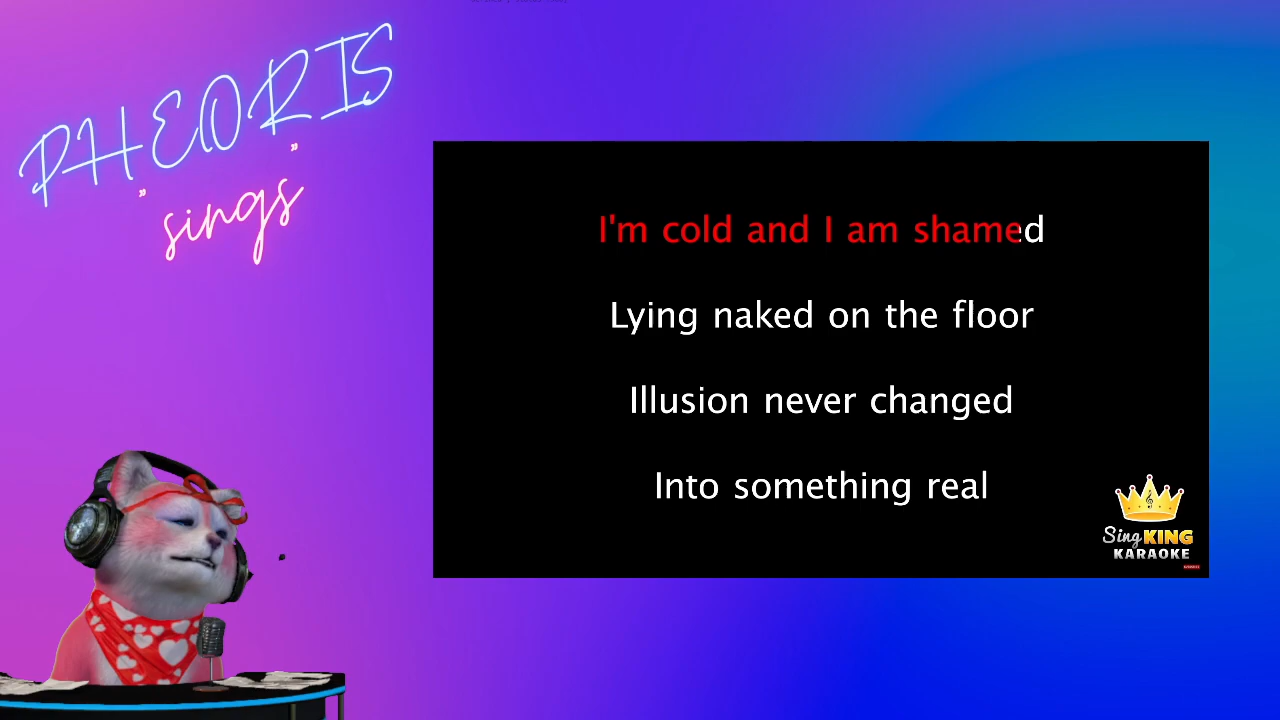 PHEORIS
sings
I'm cold and I am shamed
Lying naked on the floor
Illusion never changed
Into something real
Sing KING
KARAOKE